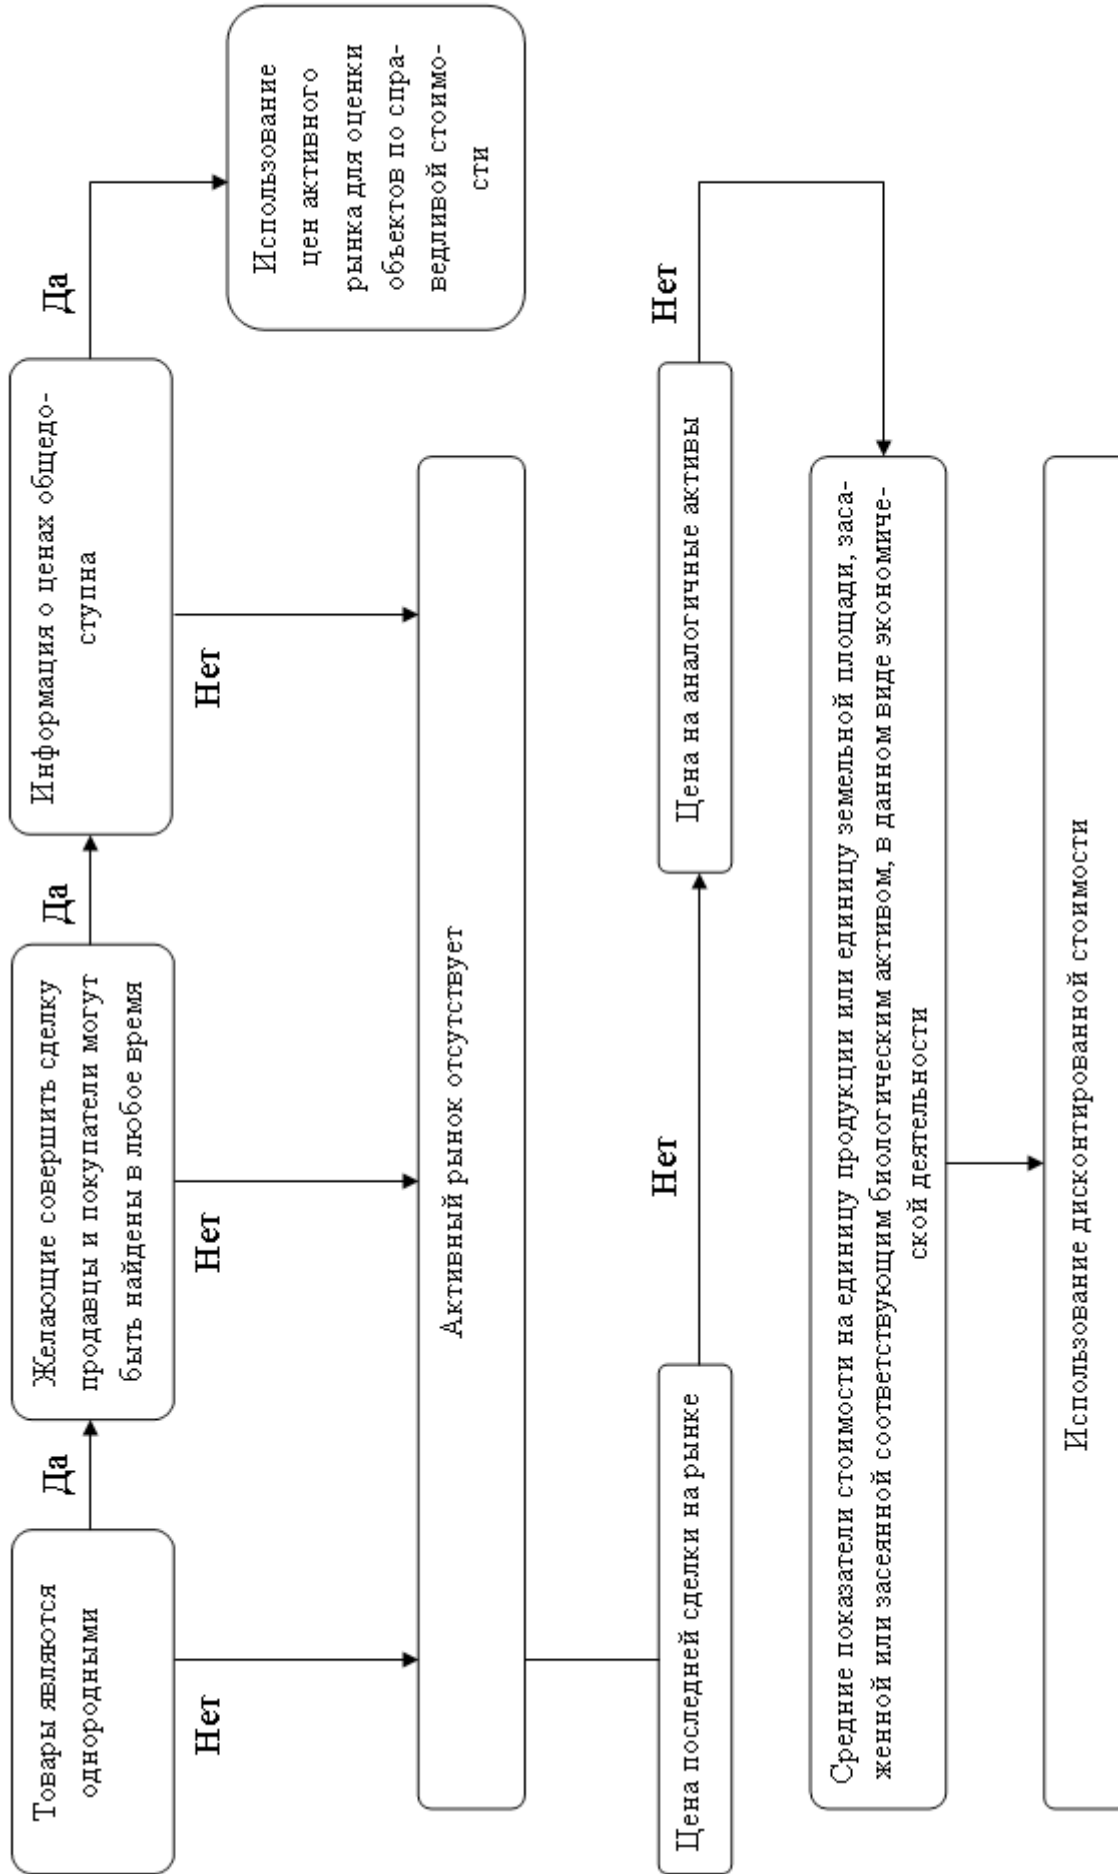 Товары являются
однородными
Да
Желающие совершить сделку
продавцы и покупатели могут
быть найдены в любое время
Да
Информация о ценах общедо-
ступна
Да
Использование
цен активного
рынка для оценки
объектов по спра-
ведливой стоимо-
сти
Нет
Нет
Нет
Активный рынок отсутствует
Цена последней сделки на рынке
Нет
Цена на аналогичные активы
Нет
Средние показатели стоимости на единицу продукции или единицу земельной площади, заса-
женной или засеянной соответствующим биологическим активом, в данном виде экономиче-
ской деятельности
Использование дисконтированной стоимости